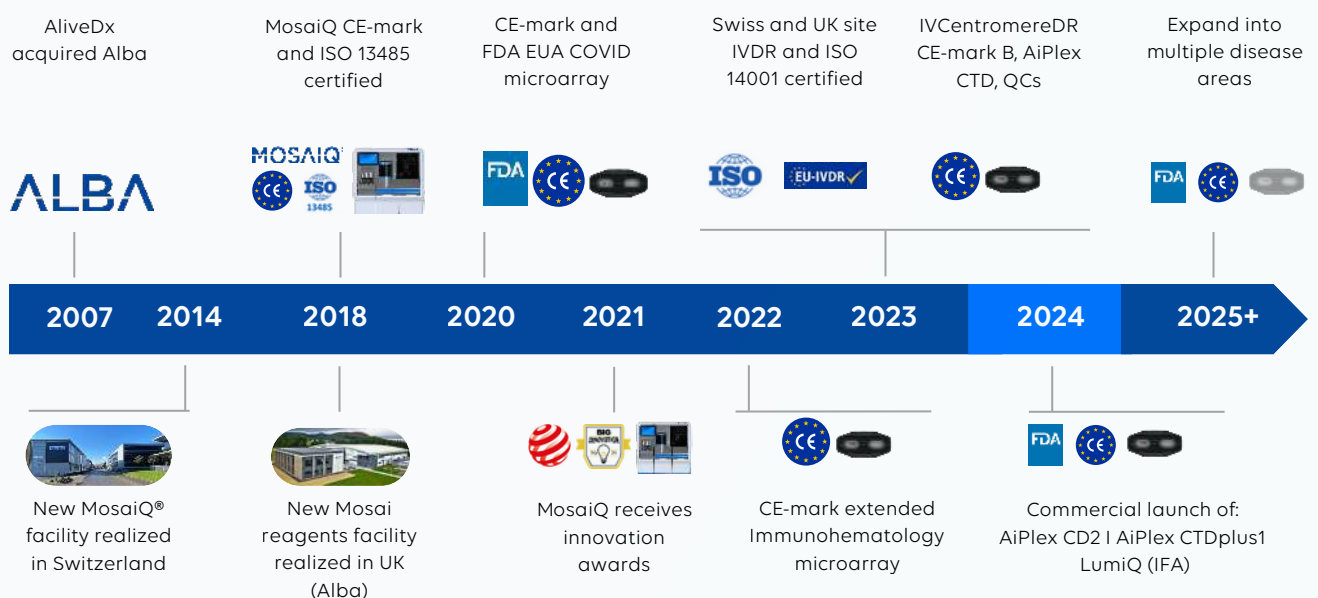 AliveDx
acquired Alba
MosaiQ CE-mark
and ISO 13485
certified
CE-mark and
FDA EUA COVID
microarray
Swiss and UK site
IVDR and ISO
14001 certified
IVCentromereDR
CE-mark B, AiPlex
CTD, QCs
Expand into
multiple disease
areas
ALBA
MOSAIQ
CE
ISO
13485
FDA
CE
ISO
EU-IVDR
CE
FDA
CE
2007
2014
2018
2020
2021
2022
2023
2024
2025+
BIG
INNOVATION
CE
FDA
CE
New MosaiQ®
facility realized
in Switzerland
New Mosai
reagents facility
realized in UK
(Alba)
MosaiQ receives
innovation
awards
CE-mark extended
Immunohematology
microarray
Commercial launch of:
AiPlex CD2 I AiPlex CTDplus1
LumiQ (IFA)